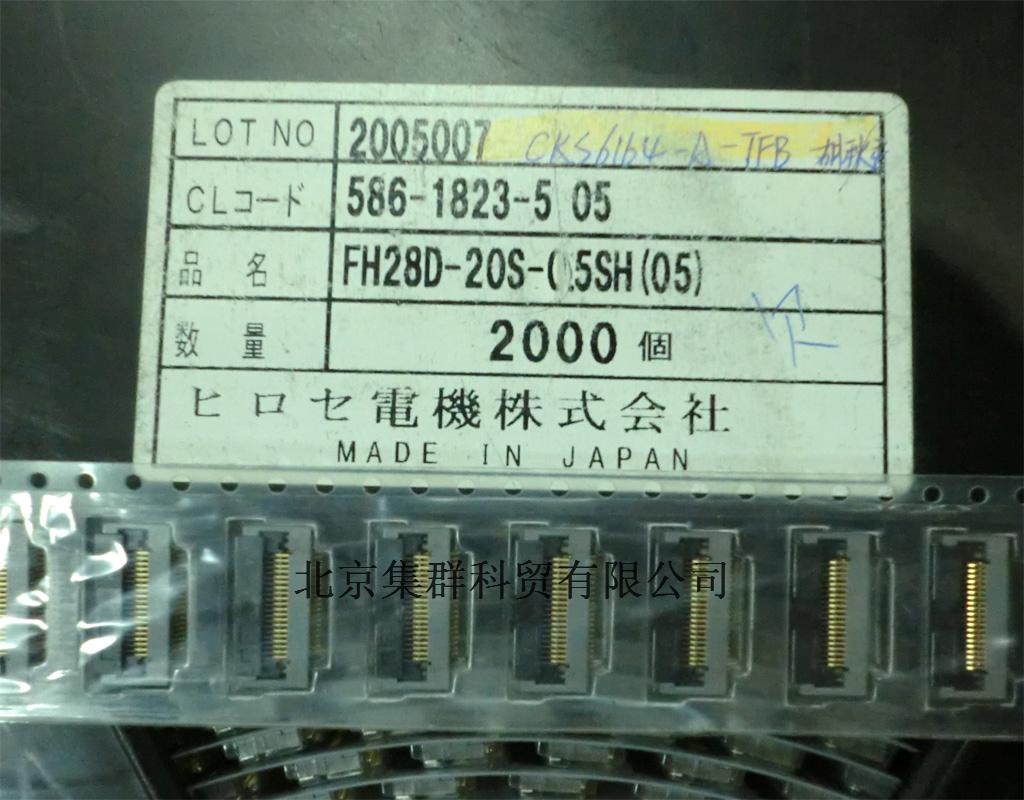 LOT NO 2005007 CKS6164-A-TFB
CLコード 586-1823-5 05
品 名 FH28D-20S-0.5SH(05)
数 量 2000 個
ヒロセ電機株式会社
MADE IN JAPAN
北京集群科贸有限公司